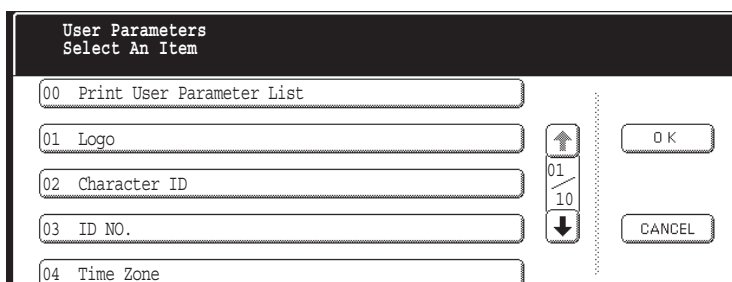 User Parameters
Select An Item
00 Print User Parameter List
01 Logo
02 Character ID
03 ID NO.
04 Time Zone
01/10
OK
CANCEL